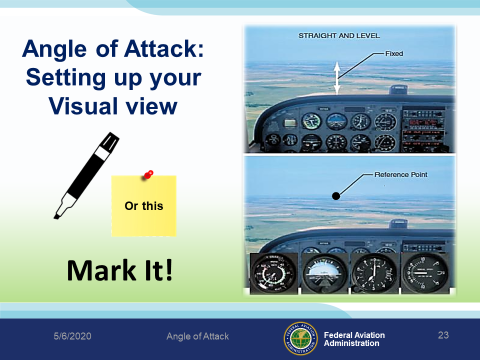 Angle of Attack:
Setting up your
Visual view
Or this
Mark It!
STRAIGHT AND LEVEL
Fixed
Reference Point
5/6/2020
Angle of Attack
Federal Aviation
Administration
23